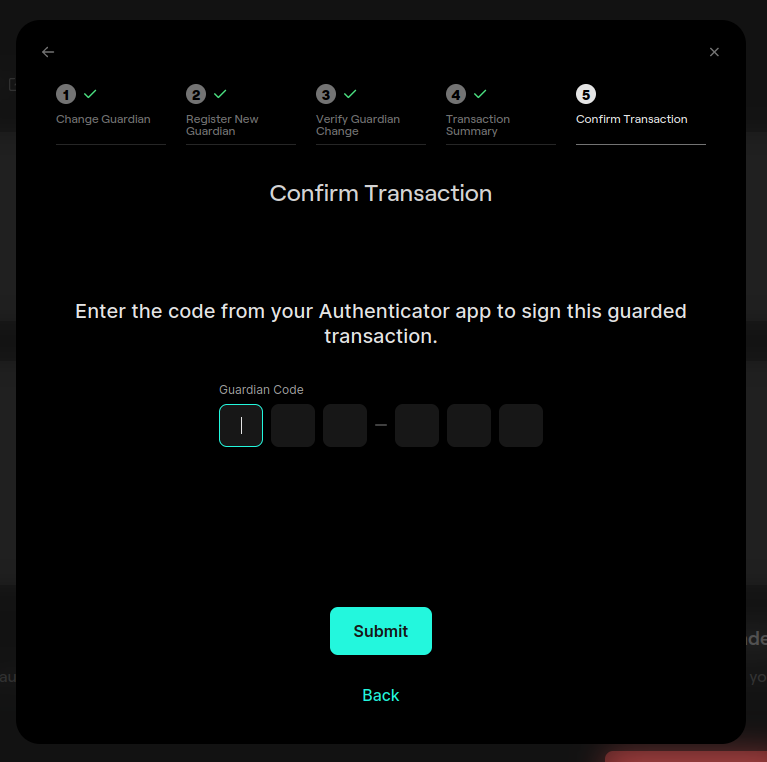 1
Change Guardian
2
Register New
Guardian
3
Verify Guardian
Change
4
Transaction
Summary
5
Confirm Transaction
Confirm Transaction
Enter the code from your Authenticator app to sign this guarded
transaction.
Guardian Code
Submit
Back